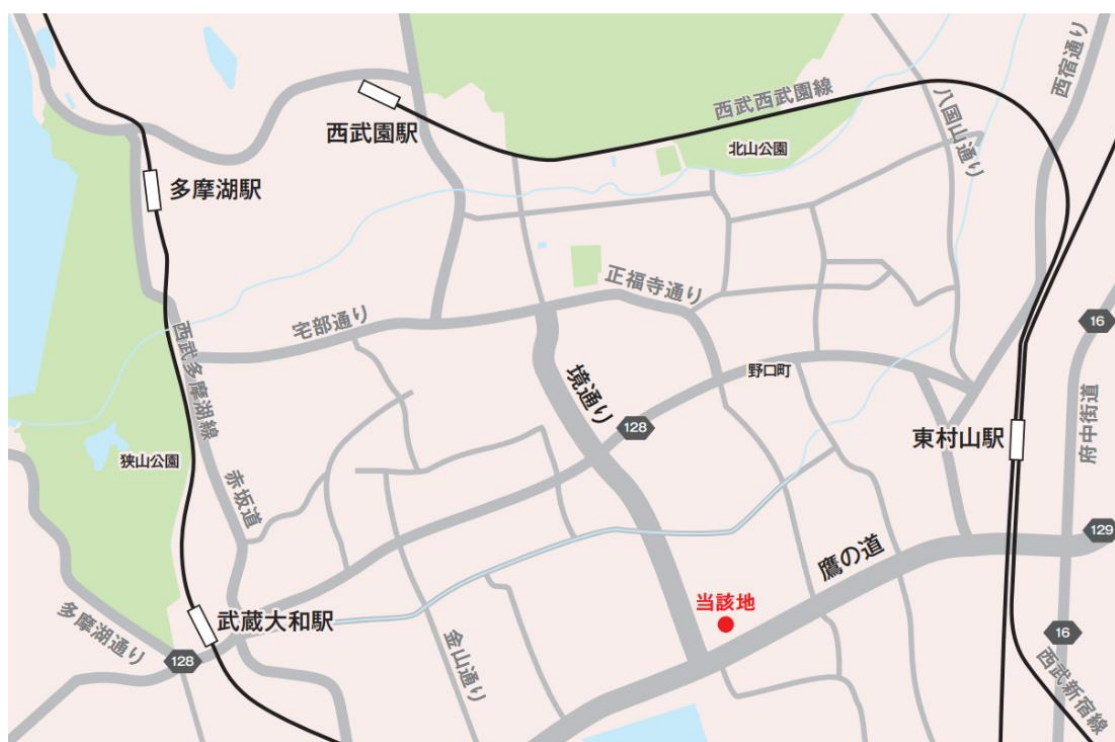 西宿通り
西武園駅
西武西武園線
八国山通り
北山公園
多摩湖駅
正福寺通り
宅部通り
16
西武多摩湖線
野口町
境通り
128
府中街道
東村山駅
狭山公園
赤坂道
129
鷹の道
当該地
武蔵大和駅
多摩湖通り
金山通り
16
128
西武新宿線